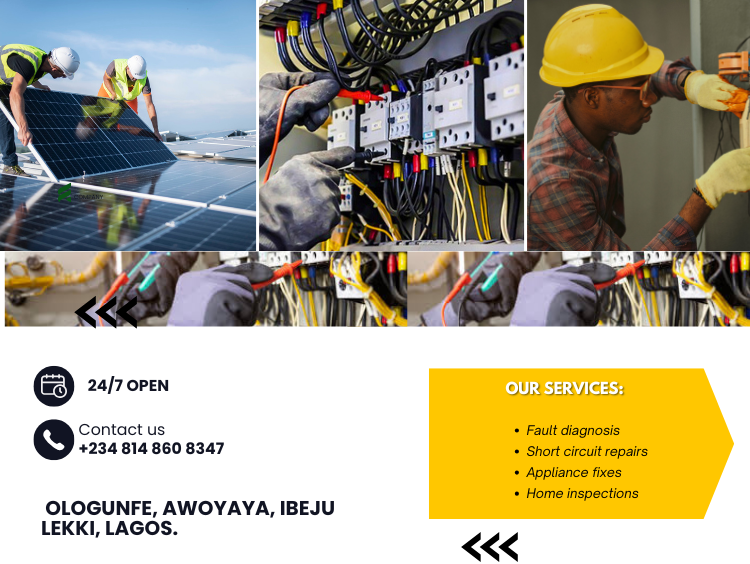 24/7 OPEN
Contact us
+234 814 860 8347
OLOGUNFE, AWOYAYA, IBEJU
LEKKI, LAGOS.
OUR SERVICES:
• Fault diagnosis
• Short circuit repairs
• Appliance fixes
• Home inspections